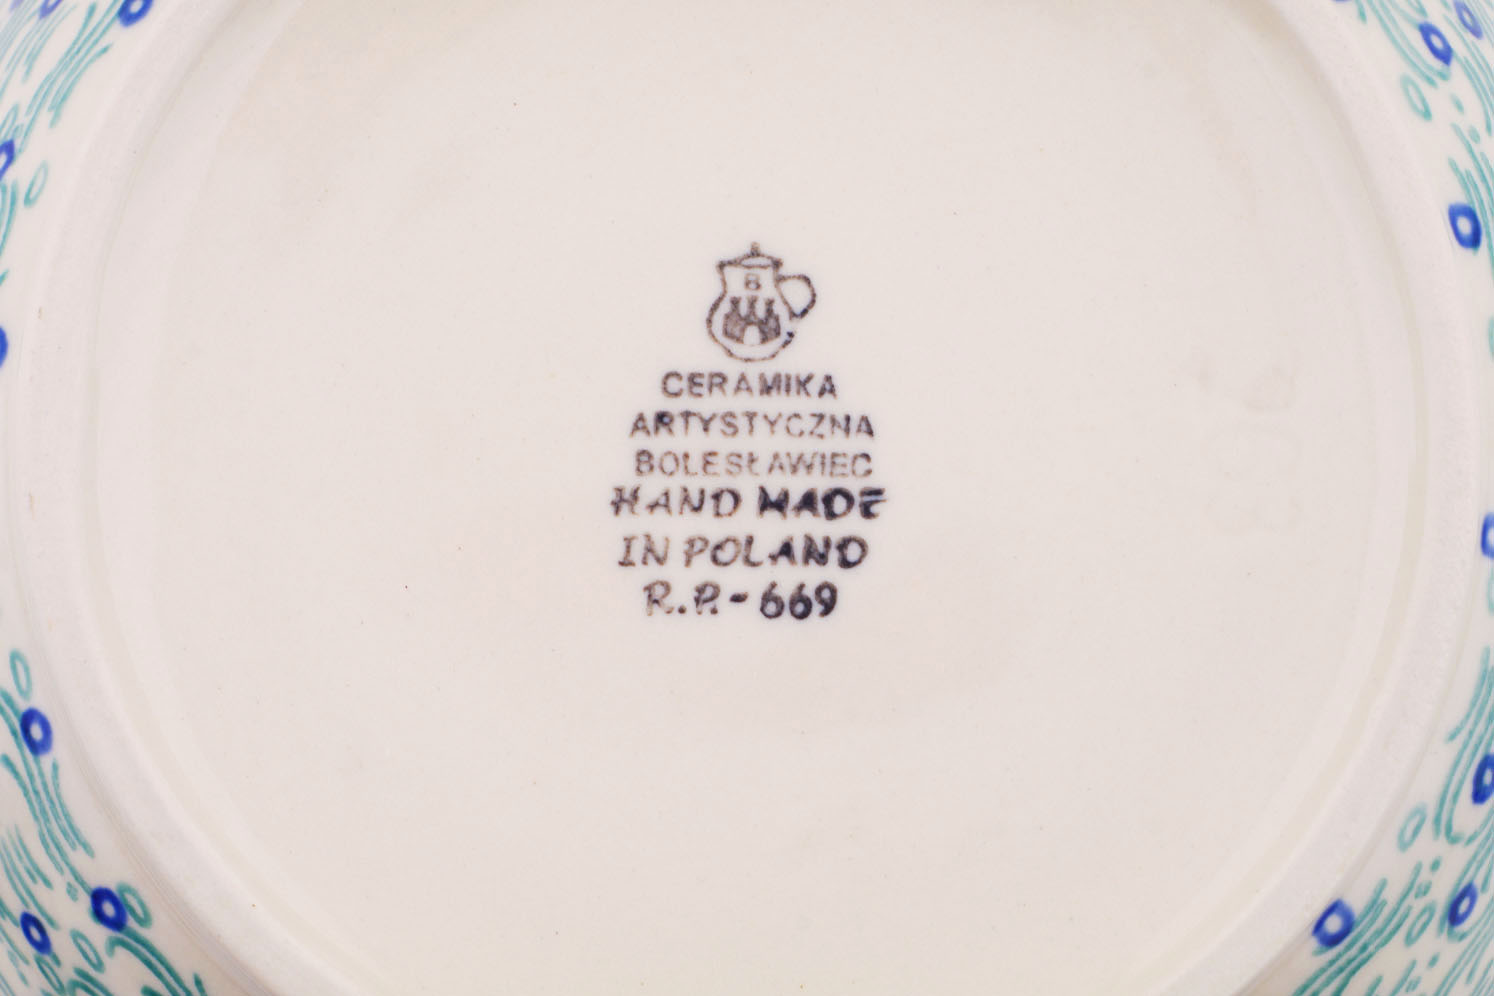 B
CERAMIKA
ARTYSTYCZNA
BOLESŁAWIEC
HAND MADE
IN POLAND
R.P.-669